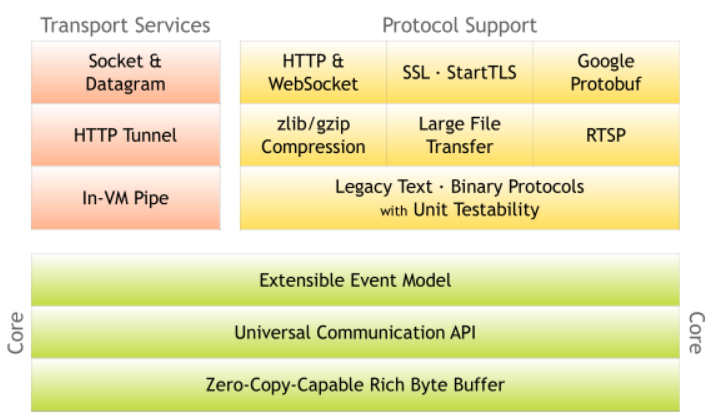 Transport Services
Socket &
Datagram
HTTP Tunnel
In-VM Pipe
Protocol Support
HTTP &
WebSocket
SSL · StartTLS
Google
Protobuf
zlib/gzip
Compression
Large File
Transfer
RTSP
Legacy Text · Binary Protocols
with Unit Testability
Core
Extensible Event Model
Universal Communication API
Zero-Copy-Capable Rich Byte Buffer
Core